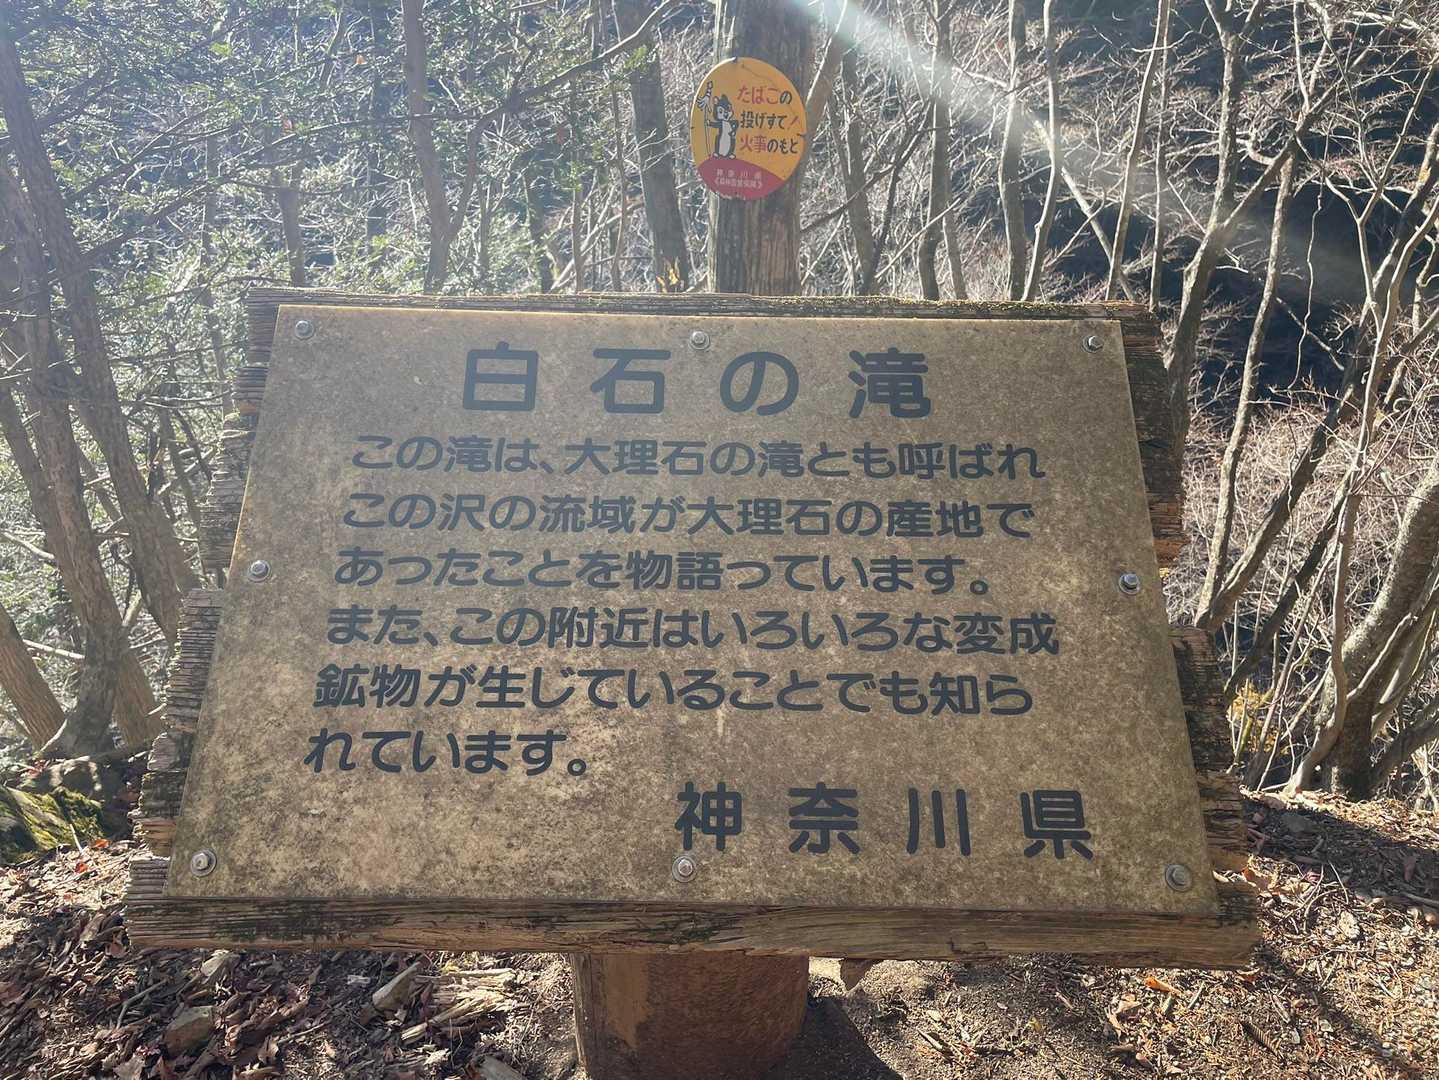 たばこの
投げすて!
火事のもと
神奈川県
白石の滝
この滝は、大理石の滝とも呼ばれ
この沢の流域が大理石の産地で
あったことを物語っています。
また、この附近はいろいろな変成
鉱物が生じていることでも知ら
れています。
神奈川県